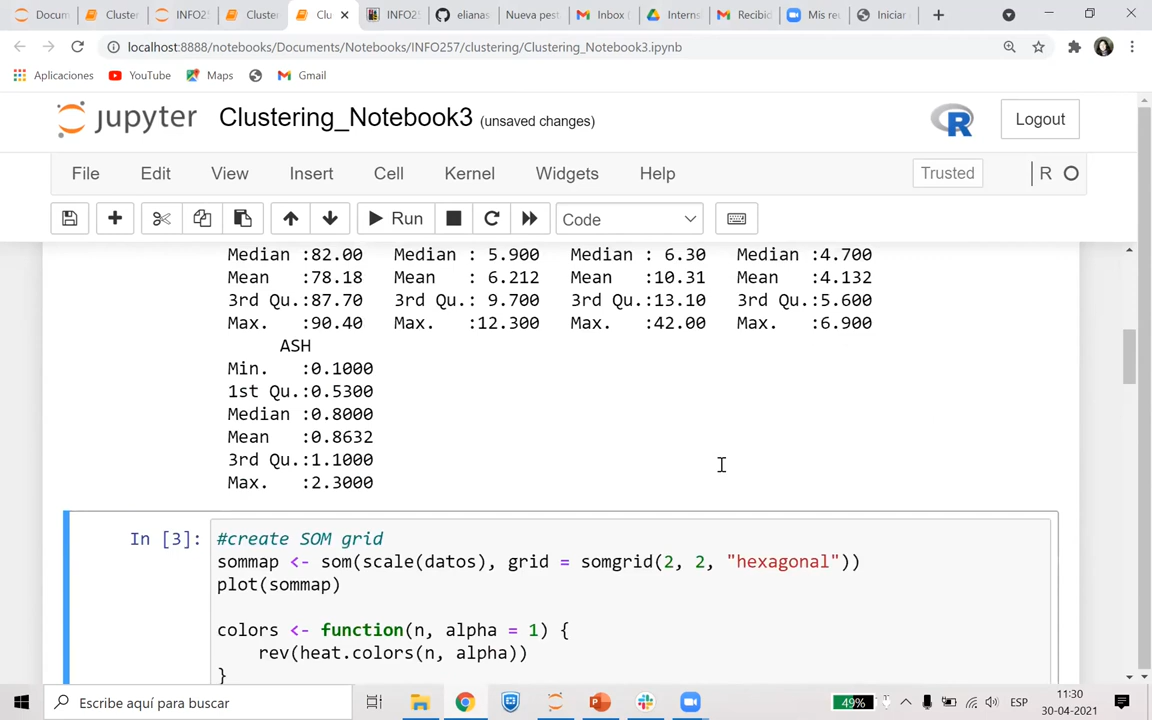 Docum
Cluster
INFO25
Cluster
Clu
INFO2
elianas
Nueva pest
Inbox (
Interns
Recibid
Mis re
Iniciar
localhost:8888/notebooks/Documents/Notebooks/INFO257/clustering/Clustering_Notebook3.ipynb
Aplicaciones
YouTube
Maps
Gmail
jupyter
Clustering_Notebook3 (unsaved changes)
R
Logout
File
Edit
View
Insert
Cell
Kernel
Widgets
Help
Trusted
R
Run
Code
Median :82.00   Median : 5.900   Median : 6.30   Median :4.700
Mean   :78.18   Mean   : 6.212   Mean   :10.31   Mean   :4.132
3rd Qu.:87.70   3rd Qu.: 9.700   3rd Qu.:13.10   3rd Qu.:5.600
Max.   :90.40   Max.   :12.300   Max.   :42.00   Max.   :6.900
ASH
Min.   :0.1000
1st Qu.:0.5300
Median :0.8000
Mean   :0.8632
3rd Qu.:1.1000
Max.   :2.3000
In [3]:
#create SOM grid
sommap <- som(scale(datos), grid = somgrid(2, 2, "hexagonal"))
plot(sommap)
colors <- function(n, alpha = 1) {
rev(heat.colors(n, alpha))
}
Escribe aquí para buscar
49%
ESP
11:30
30-04-2021